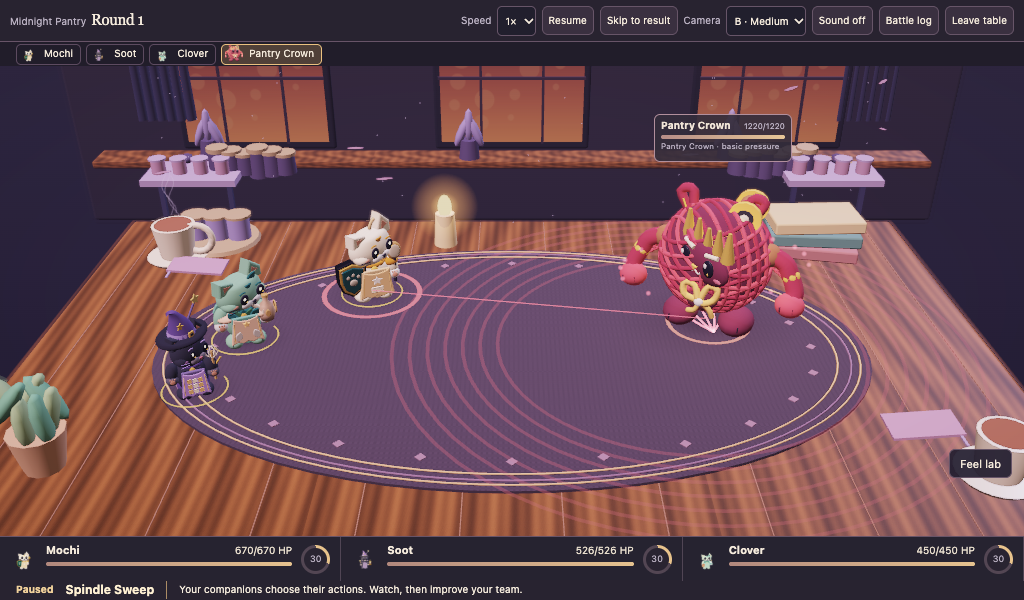 Midnight Pantry Round 1
Speed 1x Resume Skip to result Camera B · Medium Sound off Battle log Leave table
Mochi Soot Clover Pantry Crown
Pantry Crown 1220/1220
Pantry Crown · basic pressure
Feel lab
Mochi 670/670 HP 30
Soot 526/526 HP 30
Clover 450/450 HP 30
Paused Spindle Sweep Your companions choose their actions. Watch, then improve your team.